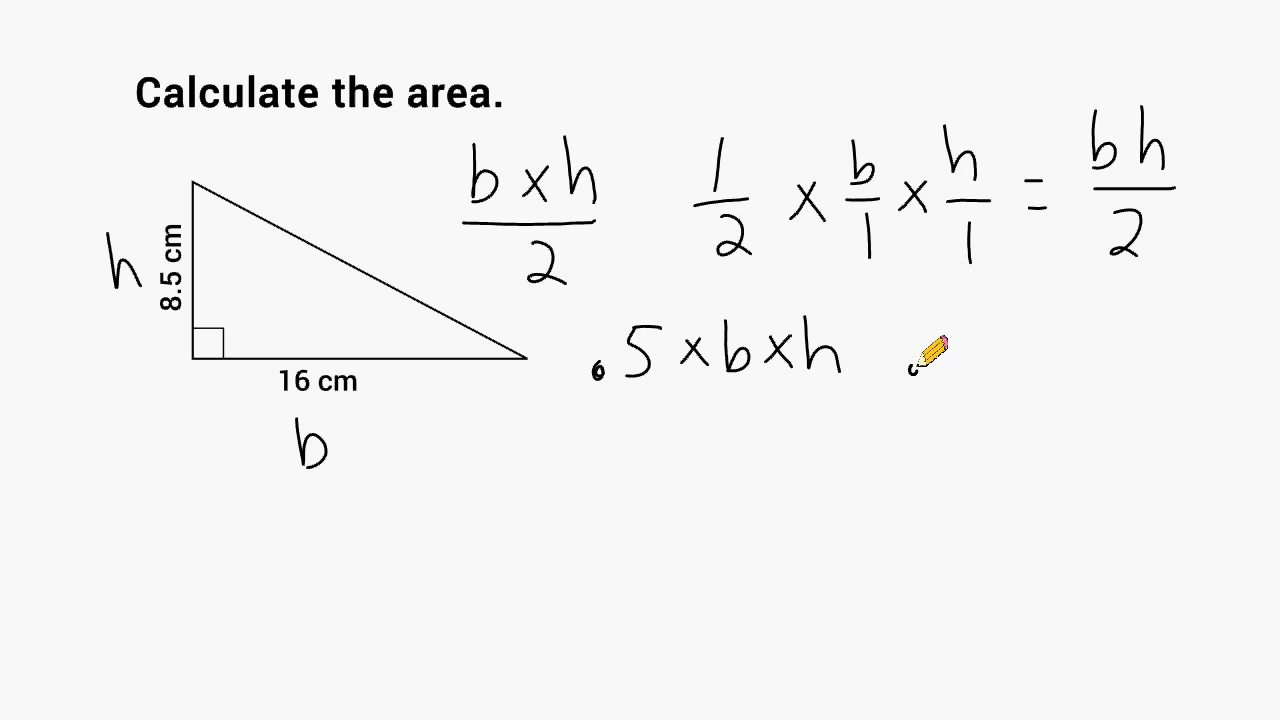 Calculate the area.
b x h
2
1/2 x b/1 x h/1 = bh/2
h
8.5 cm
.5 x b x h
16 cm
b